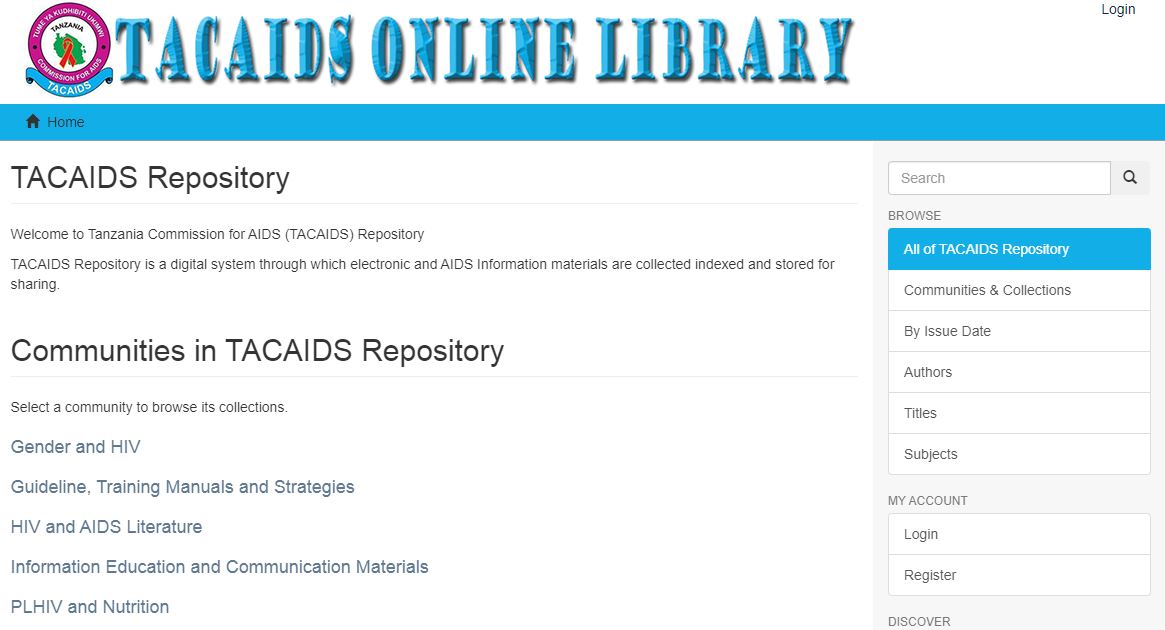 TUME YA KUDHIBITI UKIMWI
TANZANIA
COMMISSION FOR AIDS
TACAIDS
TACAIDS ONLINE LIBRARY
Login
Home
TACAIDS Repository
Welcome to Tanzania Commission for AIDS (TACAIDS) Repository
TACAIDS Repository is a digital system through which electronic and AIDS Information materials are collected indexed and stored for
sharing.
Communities in TACAIDS Repository
Select a community to browse its collections.
Gender and HIV
Guideline, Training Manuals and Strategies
HIV and AIDS Literature
Information Education and Communication Materials
PLHIV and Nutrition
Search
BROWSE
All of TACAIDS Repository
Communities & Collections
By Issue Date
Authors
Titles
Subjects
MY ACCOUNT
Login
Register
DISCOVER